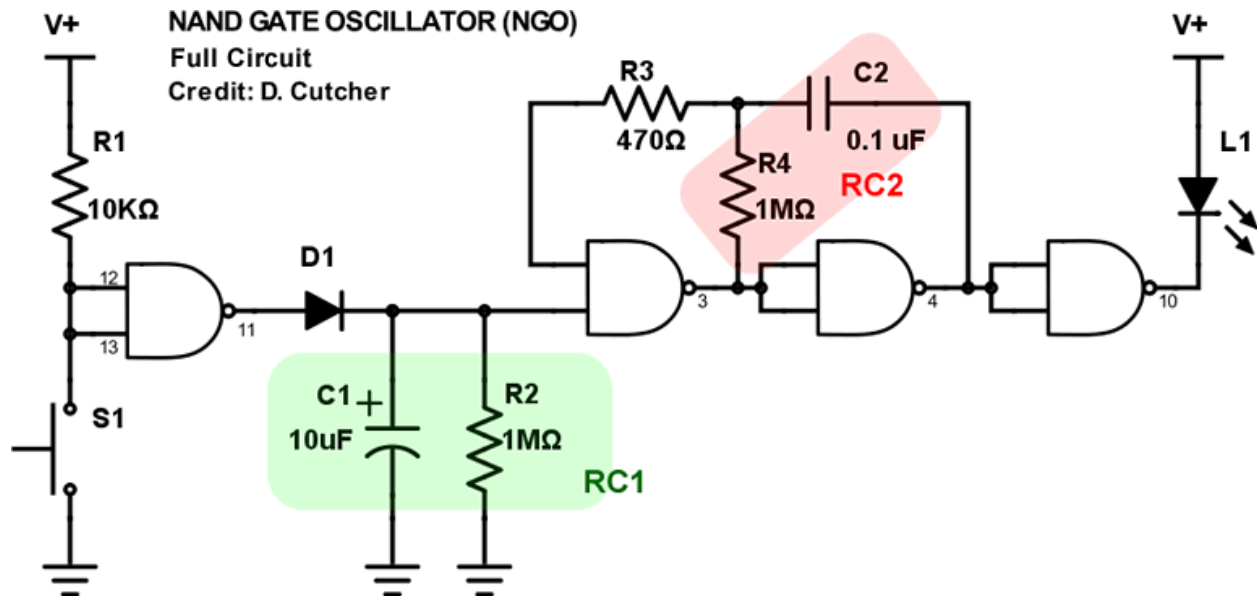 NAND GATE OSCILLATOR (NGO)
Full Circuit
Credit: D. Cutcher
V+
R1
10KΩ
12
13
S1
11
D1
C1
+
10uF
R2
1MΩ
RC1
R3
470Ω
C2
0.1 uF
R4
1MΩ
RC2
3
4
10
V+
L1